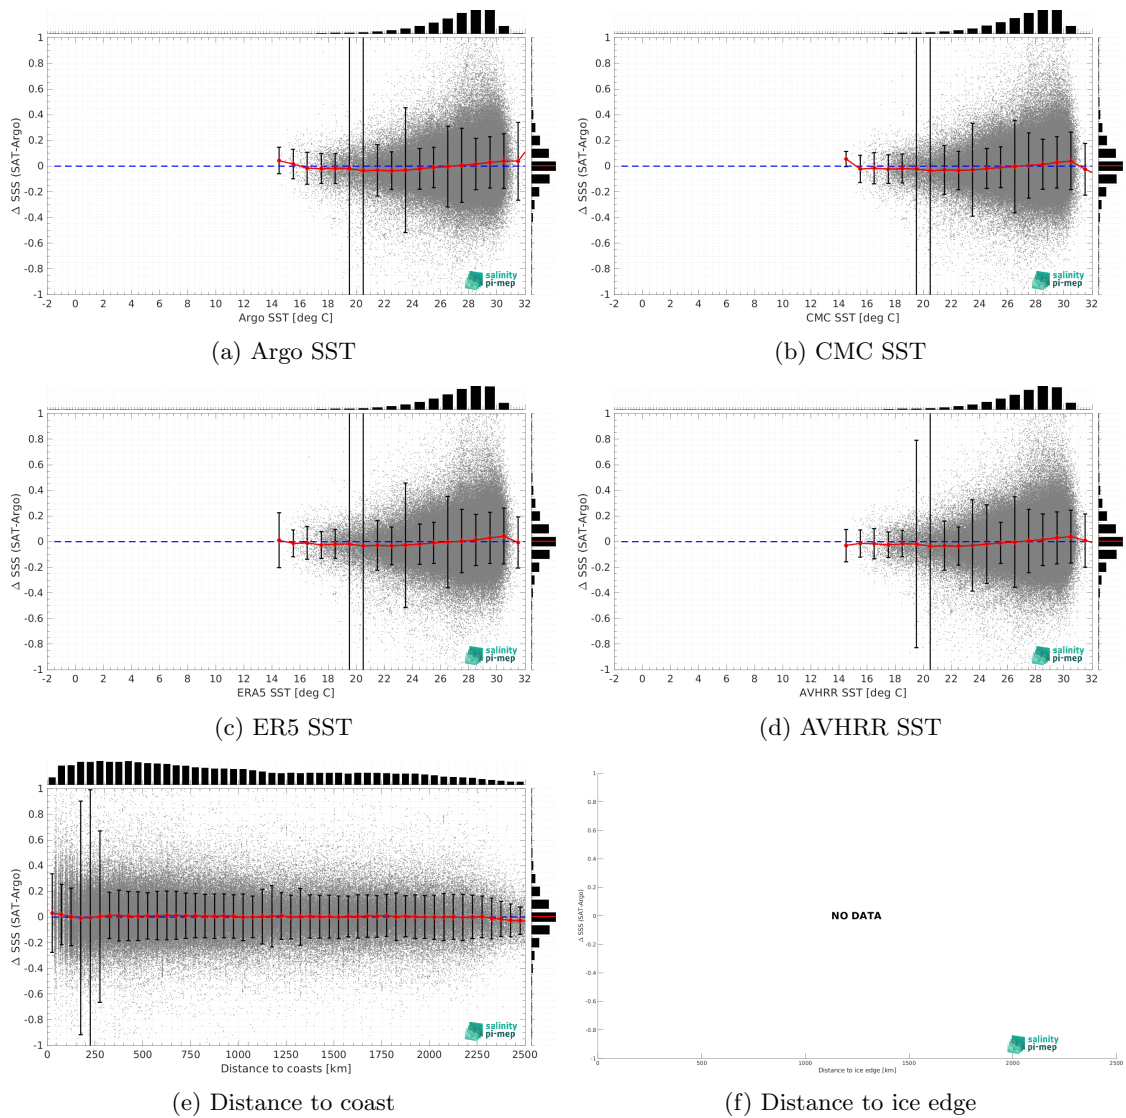 1
0.8
0.6
0.4
0.2
0
-0.2
-0.4
-0.6
-0.8
-1
Δ SSS (SAT-Argo)
salinity
pi-mep
-2 0 2 4 6 8 10 12 14 16 18 20 22 24 26 28 30 32
Argo SST [deg C]
(a) Argo SST
1
0.8
0.6
0.4
0.2
0
-0.2
-0.4
-0.6
-0.8
-1
Δ SSS (SAT-Argo)
salinity
pi-mep
-2 0 2 4 6 8 10 12 14 16 18 20 22 24 26 28 30 32
CMC SST [deg C]
(b) CMC SST
1
0.8
0.6
0.4
0.2
0
-0.2
-0.4
-0.6
-0.8
-1
Δ SSS (SAT-Argo)
salinity
pi-mep
-2 0 2 4 6 8 10 12 14 16 18 20 22 24 26 28 30 32
ERA5 SST [deg C]
(c) ER5 SST
1
0.8
0.6
0.4
0.2
0
-0.2
-0.4
-0.6
-0.8
-1
Δ SSS (SAT-Argo)
salinity
pi-mep
-2 0 2 4 6 8 10 12 14 16 18 20 22 24 26 28 30 32
AVHRR SST [deg C]
(d) AVHRR SST
1
0.8
0.6
0.4
0.2
0
-0.2
-0.4
-0.6
-0.8
-1
Δ SSS (SAT-Argo)
salinity
pi-mep
0 250 500 750 1000 1250 1500 1750 2000 2250 2500
Distance to coasts [km]
(e) Distance to coast
1
0.8
0.6
0.4
0.2
0
-0.2
-0.4
-0.6
-0.8
-1
Δ SSS (SAT-Argo)
NO DATA
salinity
pi-mep
0 500 1000 1500 2000 2500
Distance to ice edge [km]
(f) Distance to ice edge